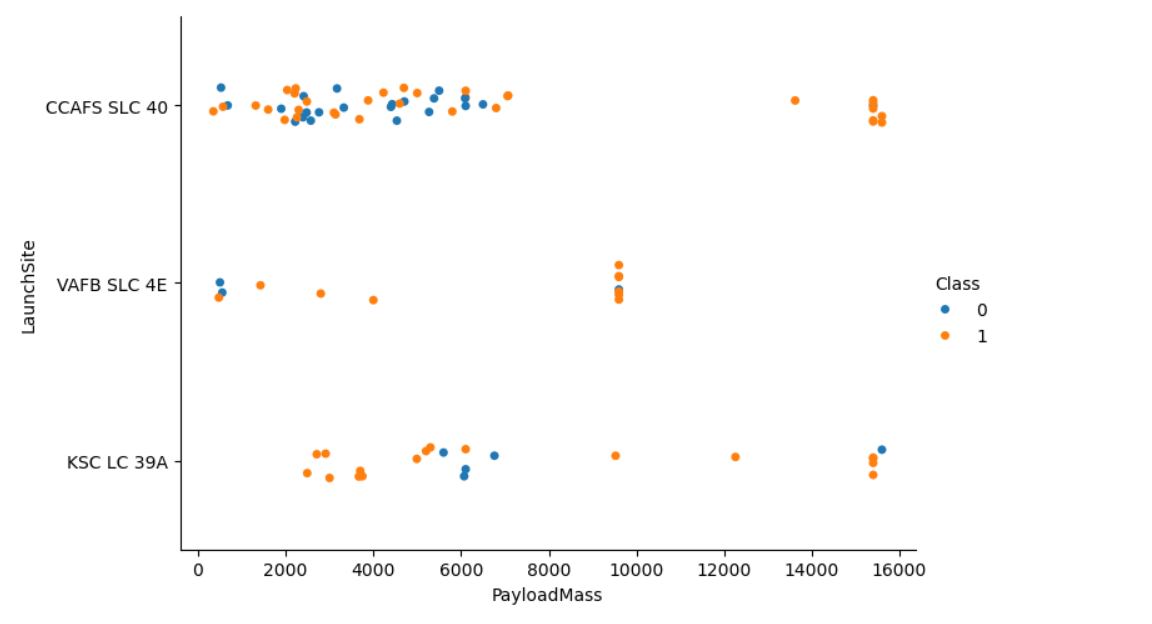 CCAFS SLC 40
VAFB SLC 4E
KSC LC 39A
LaunchSite
0 2000 4000 6000 8000 10000 12000 14000 16000
PayloadMass
Class
0
1